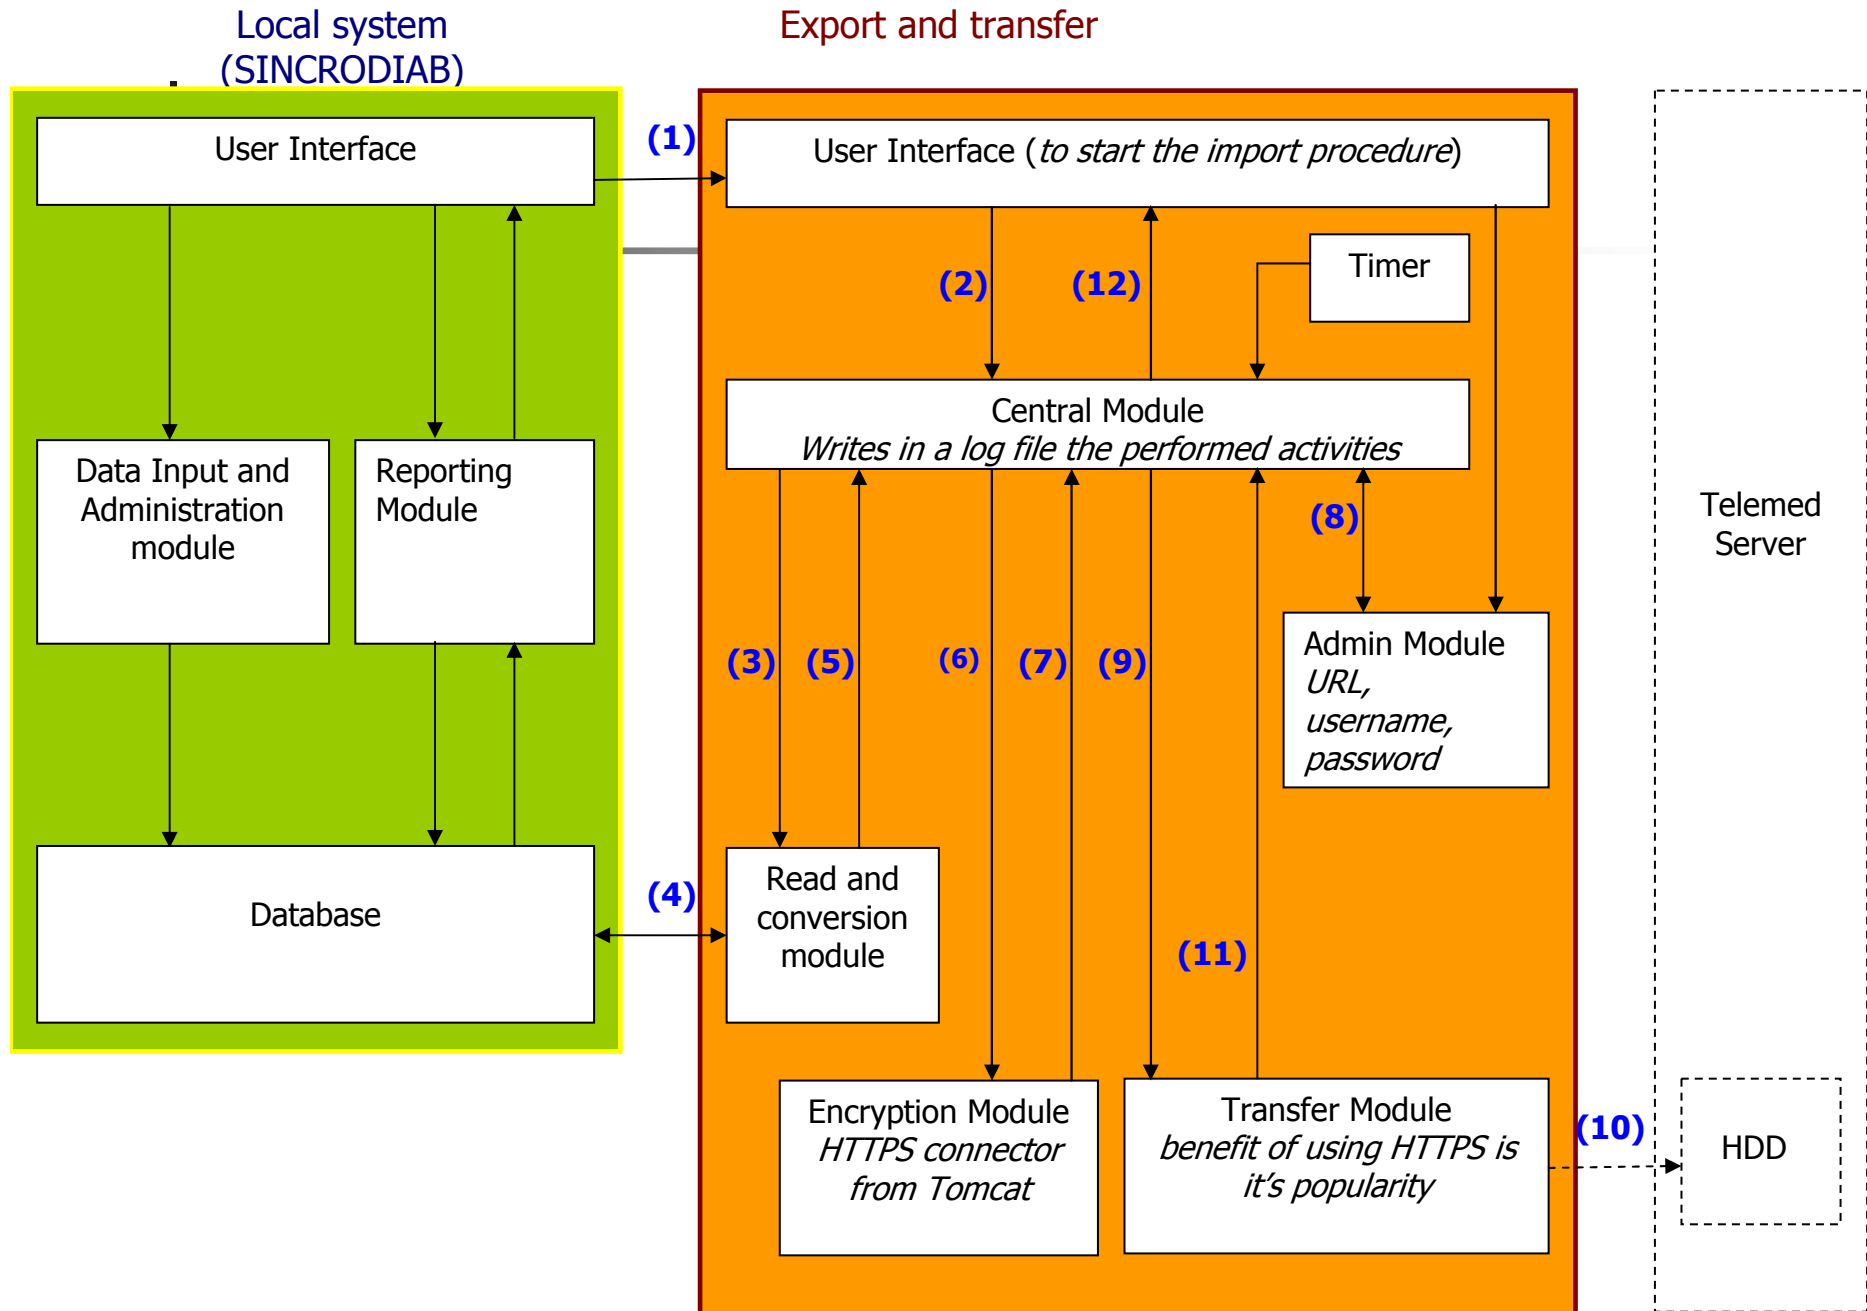 Local system
(SINCRODIAB)
Export and transfer
User Interface
(1)
User Interface (to start the import procedure)
(2)
(12)
Timer
Central Module
Writes in a log file the performed activities
Data Input and
Administration
module
Reporting
Module
(8)
Telemed
Server
(3)
(5)
(6)
(7)
(9)
Admin Module
URL,
username,
password
Database
(4)
Read and
conversion
module
(11)
Encryption Module
HTTPS connector
from Tomcat
Transfer Module
benefit of using HTTPS is
it's popularity
(10)
HDD